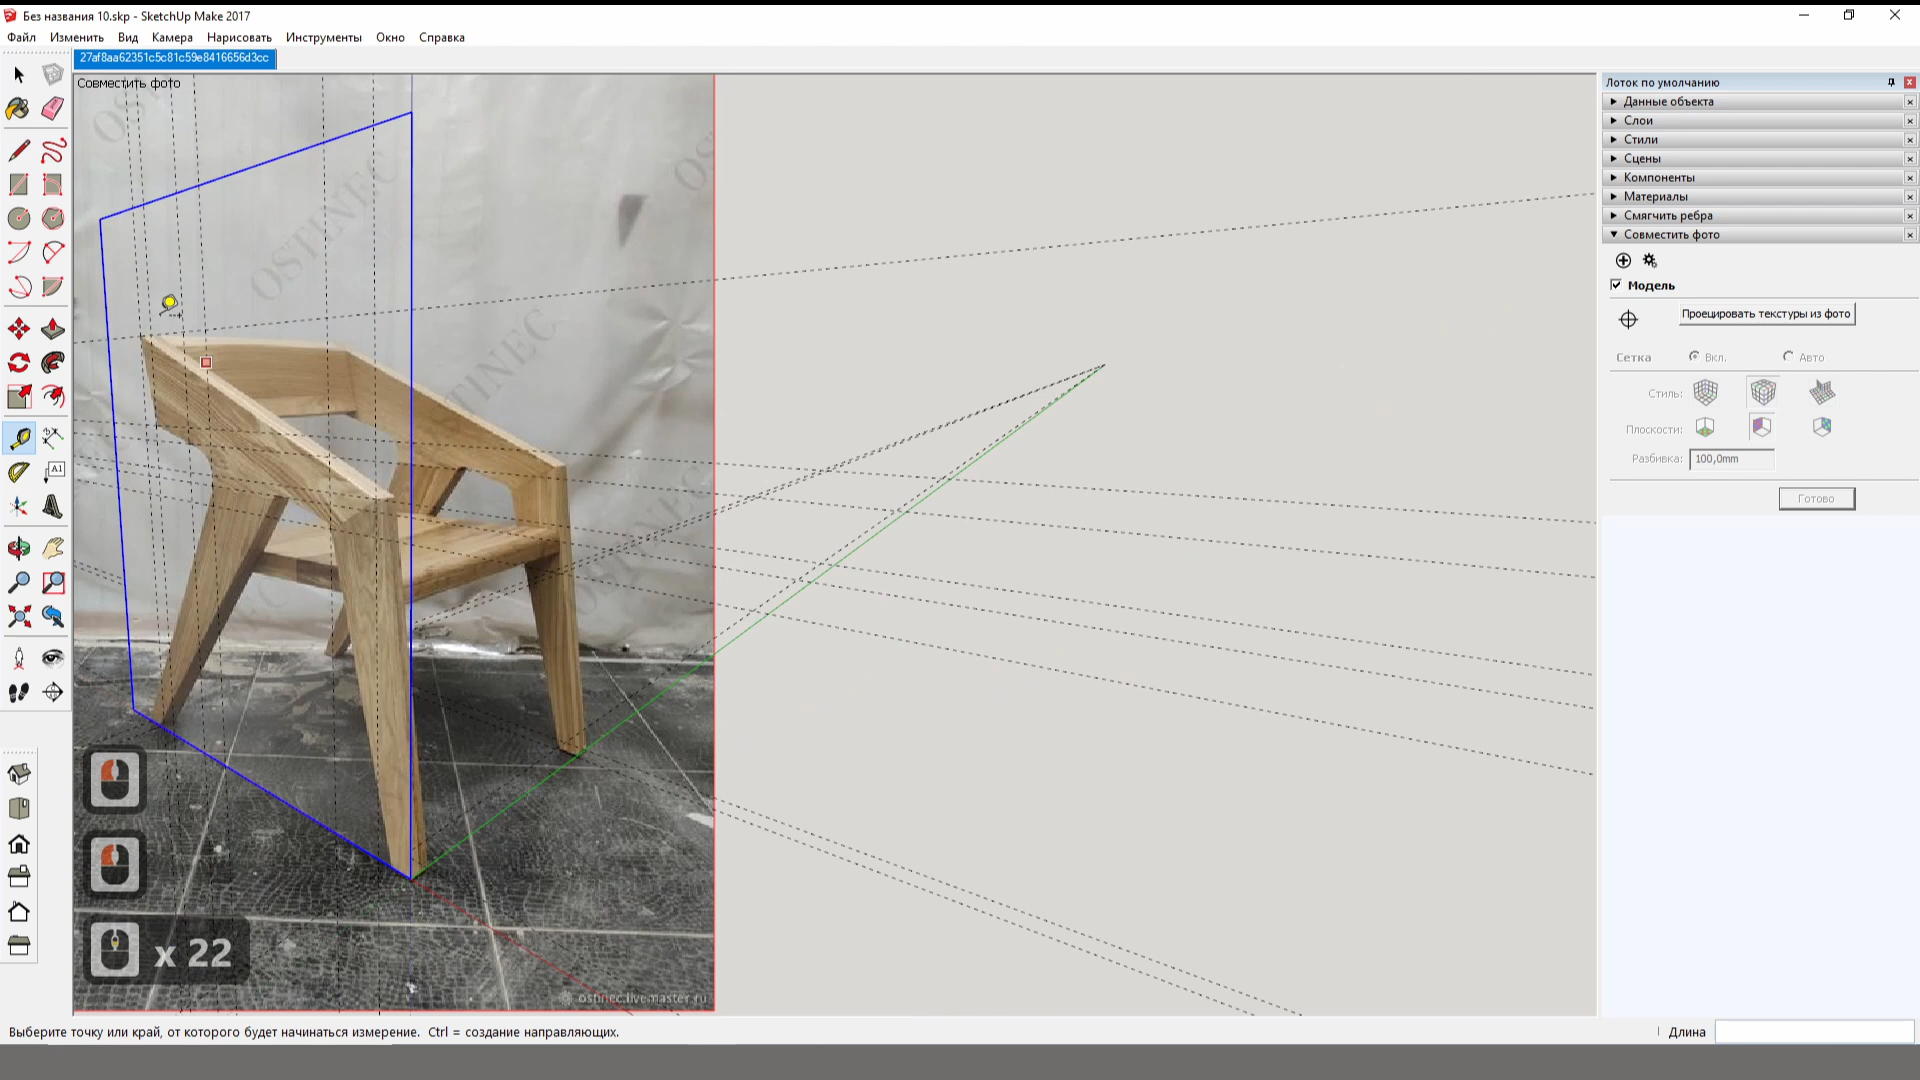 Без названия 10.skp - SketchUp Make 2017
Файл Изменить Вид Камера Нарисовать Инструменты Окно Справка
27af8aa62351c5c81c59e8416656d3cc
Совместить фото
OSTINEC
OSTINEC
A1
x 22
ostinec.livemaster.ru
Лоток по умолчанию
Данные объекта
Слои
Стили
Сцены
Компоненты
Материалы
Смягчить ребра
Совместить фото
Модель
Проецировать текстуры из фото
Сетка Вкл. Авто
Стиль:
Плоскости:
Разбивка: 100,0mm
Готово
Выберите точку или край, от которого будет начинаться измерение. Ctrl = создание направляющих.
Длина